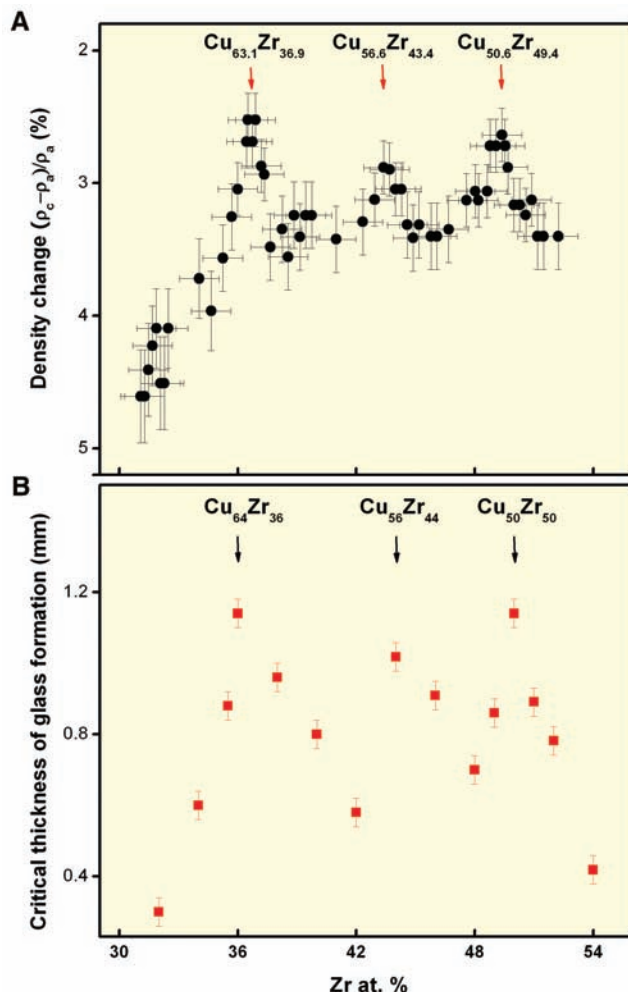 A
Cu63.1Zr36.9 Cu56.6Zr43.4 Cu50.6Zr49.4
2
3
4
5
Density change (ρc–ρa)/ρa (%)
B
Cu64Zr36 Cu56Zr44 Cu50Zr50
1.2
0.8
0.4
Critical thickness of glass formation (mm)
30 36 42 48 54
Zr at. %